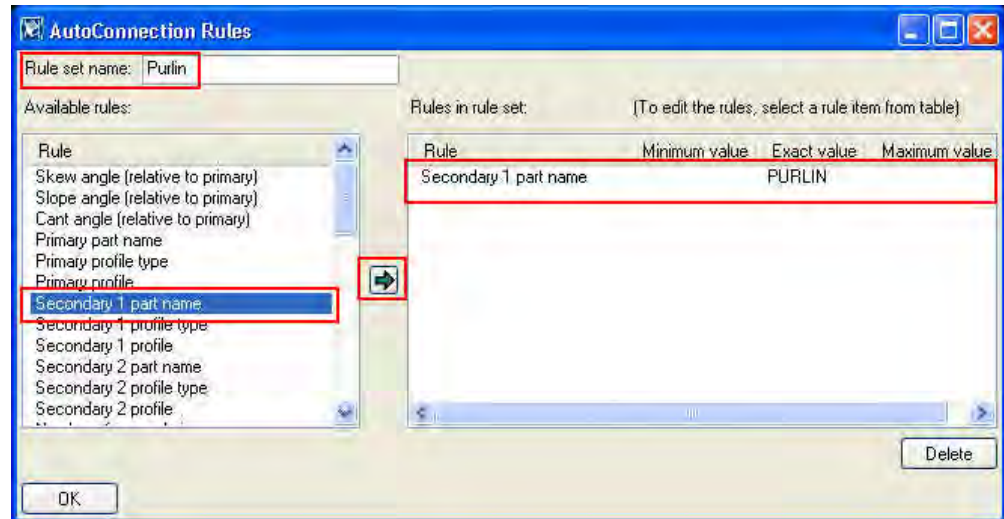 AutoConnection Rules
Rule set name: Purlin
Available rules:
Rules in rule set: (To edit the rules, select a rule item from table)
Rule
Skew angle (relative to primary)
Slope angle (relative to primary)
Cant angle (relative to primary)
Primary part name
Primary profile type
Primary profile
Secondary 1 part name
Secondary 1 profile type
Secondary 1 profile
Secondary 2 part name
Secondary 2 profile type
Secondary 2 profile
Rule Minimum value Exact value Maximum value
Secondary 1 part name PURLIN
Delete
OK